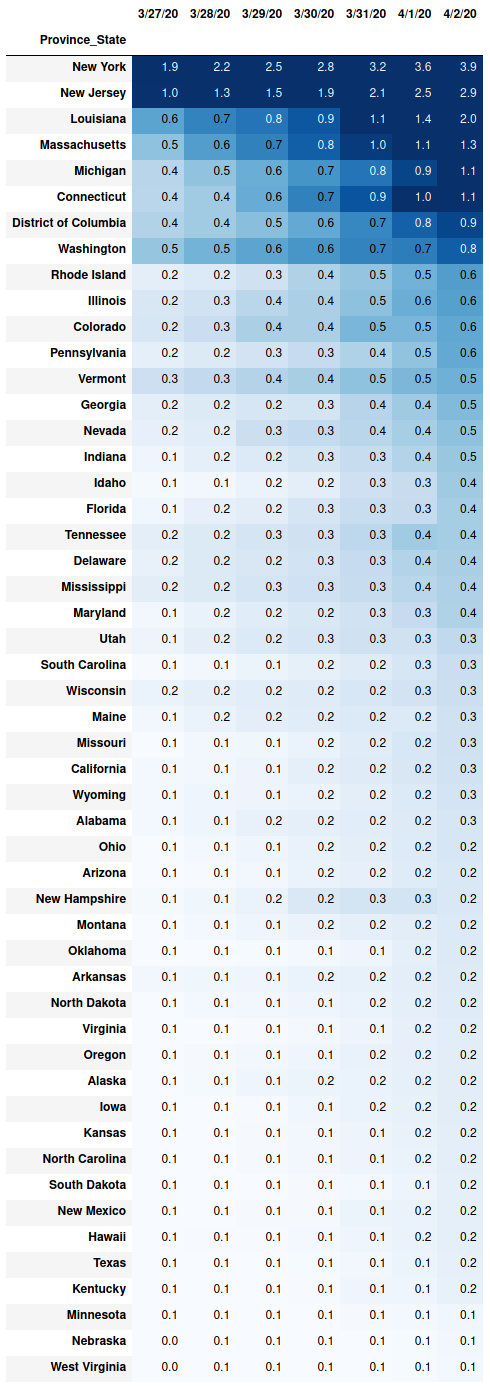 3/27/20 3/28/20 3/29/20 3/30/20 3/31/20 4/1/20 4/2/20
Province_State
New York 1.9 2.2 2.5 2.8 3.2 3.6 3.9
New Jersey 1.0 1.3 1.5 1.9 2.1 2.5 2.9
Louisiana 0.6 0.7 0.8 0.9 1.1 1.4 2.0
Massachusetts 0.5 0.6 0.7 0.8 1.0 1.1 1.3
Michigan 0.4 0.5 0.6 0.7 0.8 0.9 1.1
Connecticut 0.4 0.4 0.6 0.7 0.9 1.0 1.1
District of Columbia 0.4 0.4 0.5 0.6 0.7 0.8 0.9
Washington 0.5 0.5 0.6 0.6 0.7 0.7 0.8
Rhode Island 0.2 0.2 0.3 0.4 0.5 0.5 0.6
Illinois 0.2 0.3 0.4 0.4 0.5 0.6 0.6
Colorado 0.2 0.3 0.4 0.4 0.5 0.5 0.6
Pennsylvania 0.2 0.2 0.3 0.3 0.4 0.5 0.6
Vermont 0.3 0.3 0.4 0.4 0.5 0.5 0.5
Georgia 0.2 0.2 0.2 0.3 0.4 0.4 0.5
Nevada 0.2 0.2 0.3 0.3 0.4 0.4 0.5
Indiana 0.1 0.2 0.2 0.3 0.3 0.4 0.5
Idaho 0.1 0.1 0.2 0.2 0.3 0.3 0.4
Florida 0.1 0.2 0.2 0.3 0.3 0.3 0.4
Tennessee 0.2 0.2 0.3 0.3 0.3 0.4 0.4
Delaware 0.2 0.2 0.2 0.3 0.3 0.4 0.4
Mississippi 0.2 0.2 0.3 0.3 0.3 0.4 0.4
Maryland 0.1 0.2 0.2 0.2 0.3 0.3 0.4
Utah 0.1 0.2 0.2 0.3 0.3 0.3 0.3
South Carolina 0.1 0.1 0.1 0.2 0.2 0.3 0.3
Wisconsin 0.2 0.2 0.2 0.2 0.2 0.3 0.3
Maine 0.1 0.2 0.2 0.2 0.2 0.2 0.3
Missouri 0.1 0.1 0.1 0.2 0.2 0.2 0.3
California 0.1 0.1 0.1 0.2 0.2 0.2 0.3
Wyoming 0.1 0.1 0.1 0.2 0.2 0.2 0.3
Alabama 0.1 0.1 0.2 0.2 0.2 0.2 0.3
Ohio 0.1 0.1 0.1 0.2 0.2 0.2 0.2
Arizona 0.1 0.1 0.1 0.2 0.2 0.2 0.2
New Hampshire 0.1 0.1 0.2 0.2 0.3 0.3 0.2
Montana 0.1 0.1 0.1 0.2 0.2 0.2 0.2
Oklahoma 0.1 0.1 0.1 0.1 0.1 0.2 0.2
Arkansas 0.1 0.1 0.1 0.2 0.2 0.2 0.2
North Dakota 0.1 0.1 0.1 0.1 0.2 0.2 0.2
Virginia 0.1 0.1 0.1 0.1 0.1 0.2 0.2
Oregon 0.1 0.1 0.1 0.1 0.2 0.2 0.2
Alaska 0.1 0.1 0.1 0.2 0.2 0.2 0.2
Iowa 0.1 0.1 0.1 0.1 0.2 0.2 0.2
Kansas 0.1 0.1 0.1 0.1 0.1 0.2 0.2
North Carolina 0.1 0.1 0.1 0.1 0.1 0.2 0.2
South Dakota 0.1 0.1 0.1 0.1 0.1 0.1 0.2
New Mexico 0.1 0.1 0.1 0.1 0.1 0.2 0.2
Hawaii 0.1 0.1 0.1 0.1 0.1 0.2 0.2
Texas 0.1 0.1 0.1 0.1 0.1 0.1 0.2
Kentucky 0.1 0.1 0.1 0.1 0.1 0.1 0.2
Minnesota 0.1 0.1 0.1 0.1 0.1 0.1 0.1
Nebraska 0.0 0.1 0.1 0.1 0.1 0.1 0.1
West Virginia 0.0 0.1 0.1 0.1 0.1 0.1 0.1